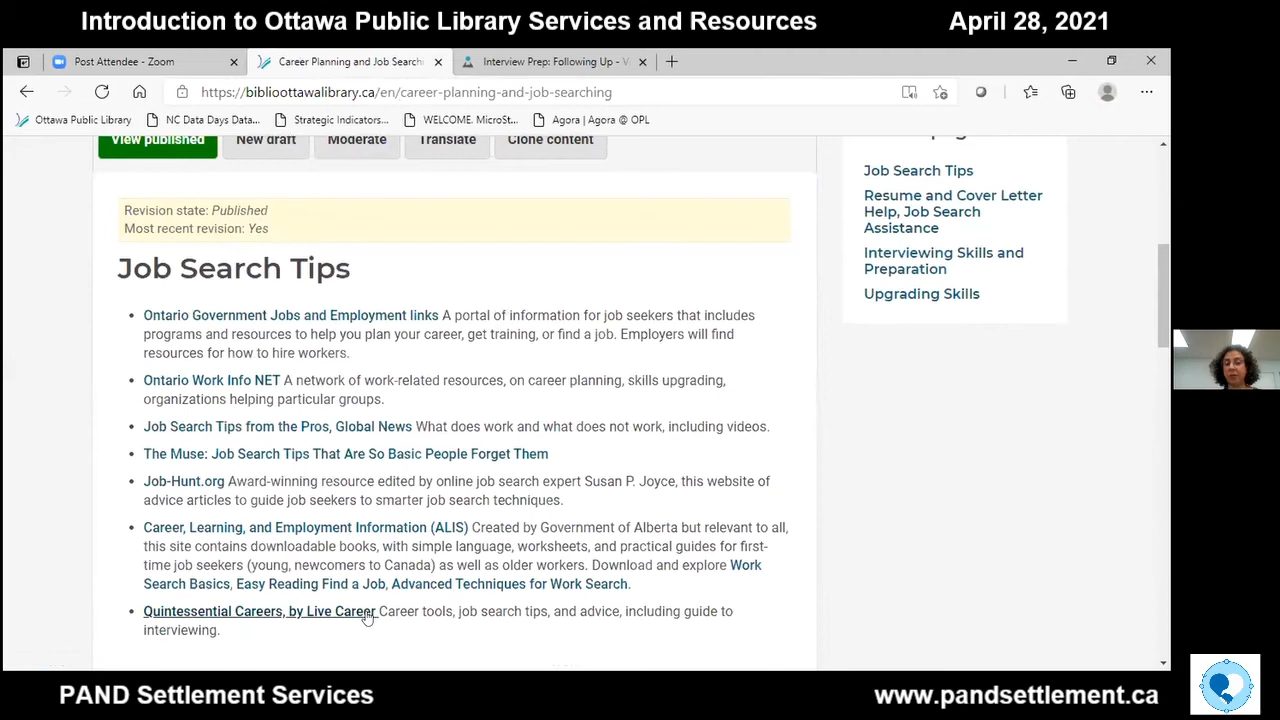 Introduction to Ottawa Public Library Services and Resources April 28, 2021
Post Attendee - Zoom
Career Planning and Job Searchin
Interview Prep: Following Up - V
https://biblioottawalibrary.ca/en/career-planning-and-job-searching
Ottawa Public Library
NC Data Days Data...
Strategic Indicators...
WELCOME. MicroSt...
Agora | Agora @ OPL
View published
New draft
Moderate
Translate
Clone content
Revision state: Published
Most recent revision: Yes
Job Search Tips
Ontario Government Jobs and Employment links A portal of information for job seekers that includes
programs and resources to help you plan your career, get training, or find a job. Employers will find
resources for how to hire workers.
Ontario Work Info NET A network of work-related resources, on career planning, skills upgrading,
organizations helping particular groups.
Job Search Tips from the Pros, Global News What does work and what does not work, including videos.
The Muse: Job Search Tips That Are So Basic People Forget Them
Job-Hunt.org Award-winning resource edited by online job search expert Susan P. Joyce, this website of
advice articles to guide job seekers to smarter job search techniques.
Career, Learning, and Employment Information (ALIS) Created by Government of Alberta but relevant to all,
this site contains downloadable books, with simple language, worksheets, and practical guides for first-
time job seekers (young, newcomers to Canada) as well as older workers. Download and explore Work
Search Basics, Easy Reading Find a Job, Advanced Techniques for Work Search.
Quintessential Careers, by Live Career Career tools, job search tips, and advice, including guide to
interviewing.
Job Search Tips
Resume and Cover Letter
Help, Job Search
Assistance
Interviewing Skills and
Preparation
Upgrading Skills
PAND Settlement Services
www.pandsettlement.ca